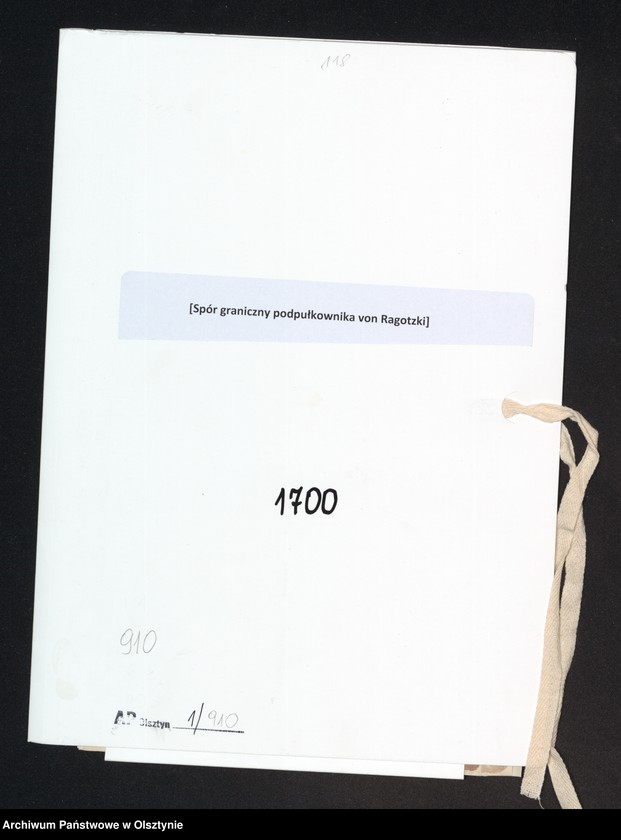 118
[Spór graniczny podpułkownika von Ragotzki]
1700
910
AP Olsztyn 1/910
Archiwum Państwowe w Olsztynie